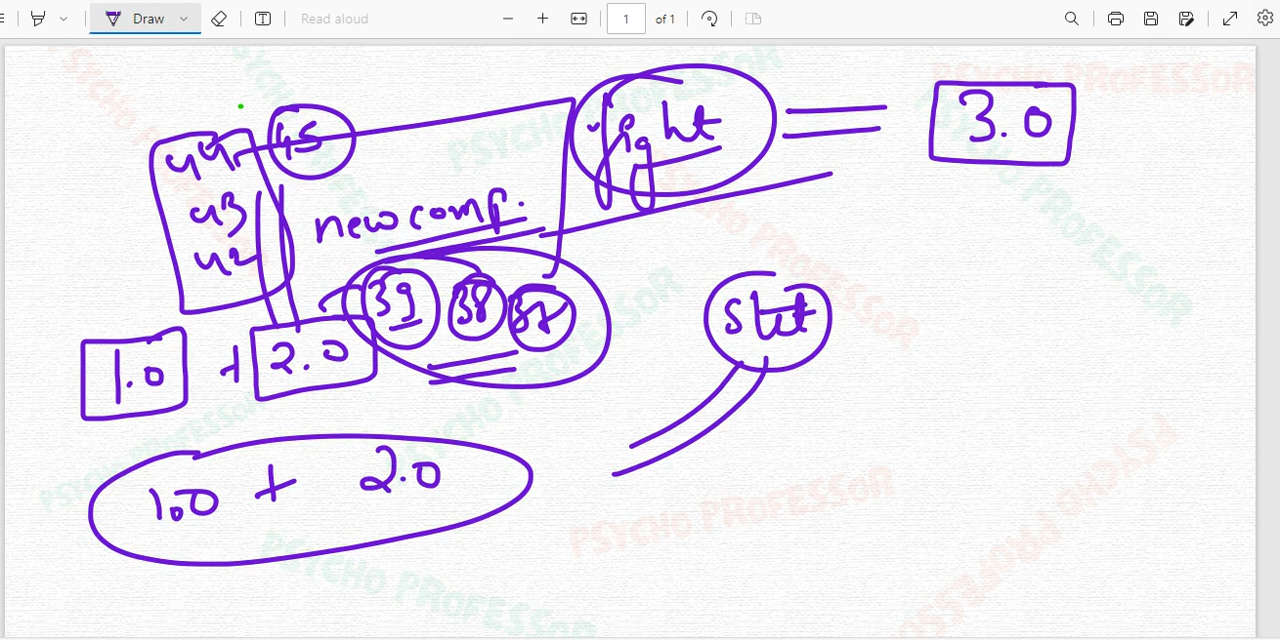 Draw
Read aloud
1 of 1
PSYCHO PROFESSOR
fight
3.0
44
45
43
42
new comp.
39 38 37
Stet
1.0 + 2.0
1.0 + 2.0